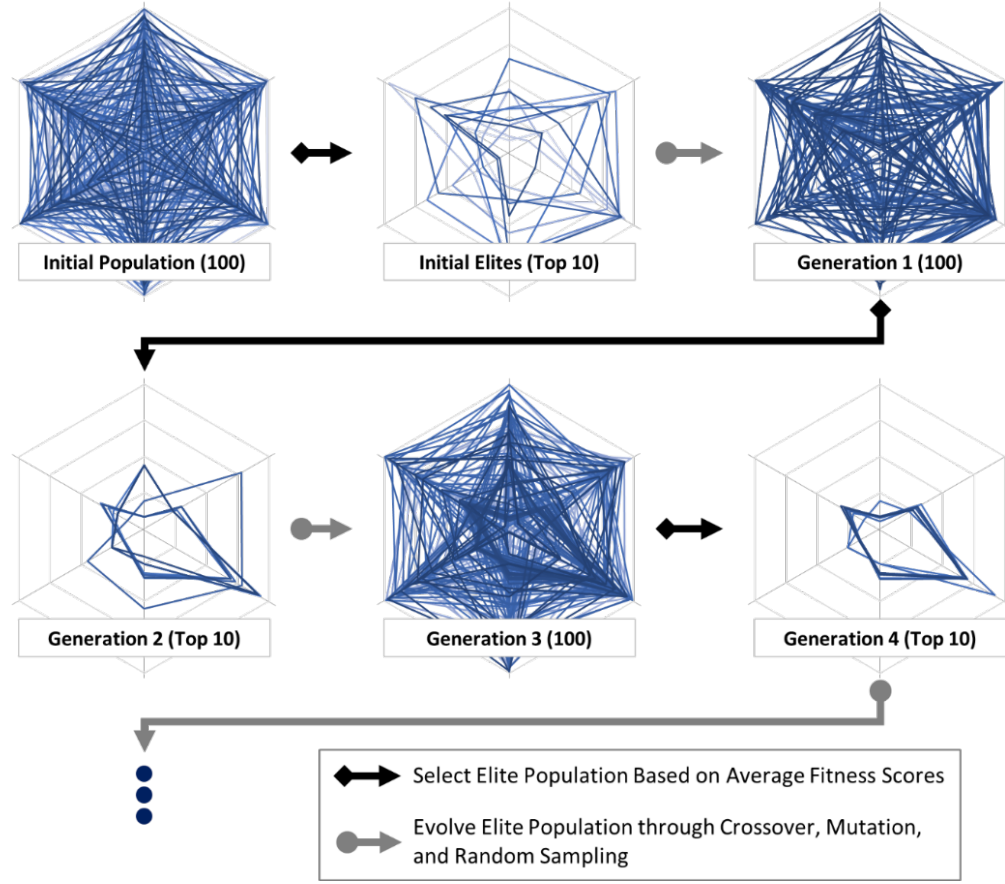 Initial Population (100)
Initial Elites (Top 10)
Generation 1 (100)
Generation 2 (Top 10)
Generation 3 (100)
Generation 4 (Top 10)
Select Elite Population Based on Average Fitness Scores
Evolve Elite Population through Crossover, Mutation,
and Random Sampling